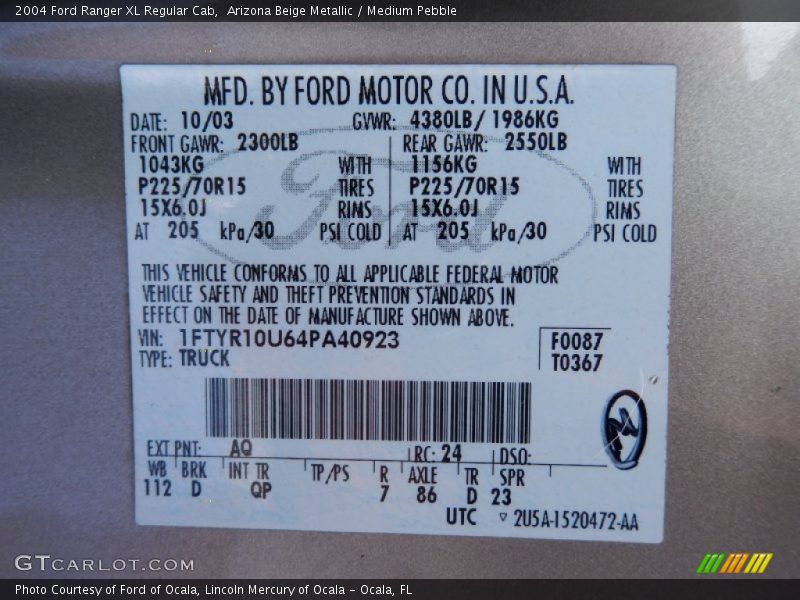 2004 Ford Ranger XL Regular Cab,  Arizona Beige Metallic / Medium Pebble
MFD. BY FORD MOTOR CO. IN U.S.A.
DATE: 10/03 GVWR: 4380LB/ 1986KG
FRONT GAWR: 2300LB REAR GAWR: 2550LB
1043KG WITH 1156KG WITH
P225/70R15 TIRES P225/70R15 TIRES
15X6.0J RIMS 15X6.0J RIMS
AT 205 kPa/30 PSI COLD AT 205 kPa/30 PSI COLD
Ford
THIS VEHICLE CONFORMS TO ALL APPLICABLE FEDERAL MOTOR
VEHICLE SAFETY AND THEFT PREVENTION STANDARDS IN
EFFECT ON THE DATE OF MANUFACTURE SHOWN ABOVE.
VIN: 1FTYR10U64PA40923 F0087
TYPE: TRUCK T0367
EXT PNT: AQ RC: 24 DSO:
WB BRK INT TR TP/PS R AXLE TR SPR
112 D QP 7 86 D 23
UTC ▽ 2U5A-1520472-AA
GTCARLOT.COM
Photo Courtesy of Ford of Ocala, Lincoln Mercury of Ocala – Ocala, FL